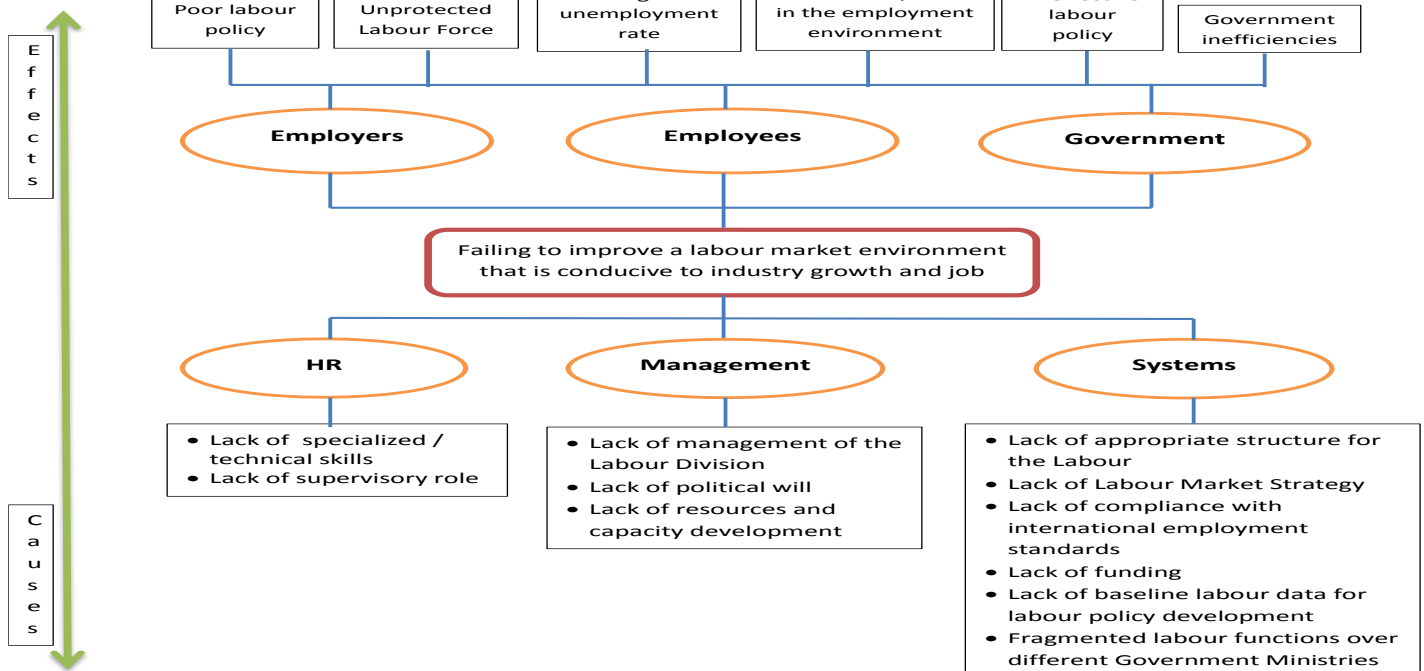 Poor labour
policy
Unprotected
Labour Force
unemployment
rate
in the employment
environment
labour
policy
Government
inefficiencies
E
f
f
e
c
t
s
Employers
Employees
Government
Failing to improve a labour market environment
that is conducive to industry growth and job
HR
Management
Systems
• Lack of specialized /
technical skills
• Lack of supervisory role
• Lack of management of the
Labour Division
• Lack of political will
• Lack of resources and
capacity development
• Lack of appropriate structure for
the Labour
• Lack of Labour Market Strategy
• Lack of compliance with
international employment
standards
• Lack of funding
• Lack of baseline labour data for
labour policy development
• Fragmented labour functions over
different Government Ministries
C
a
u
s
e
s